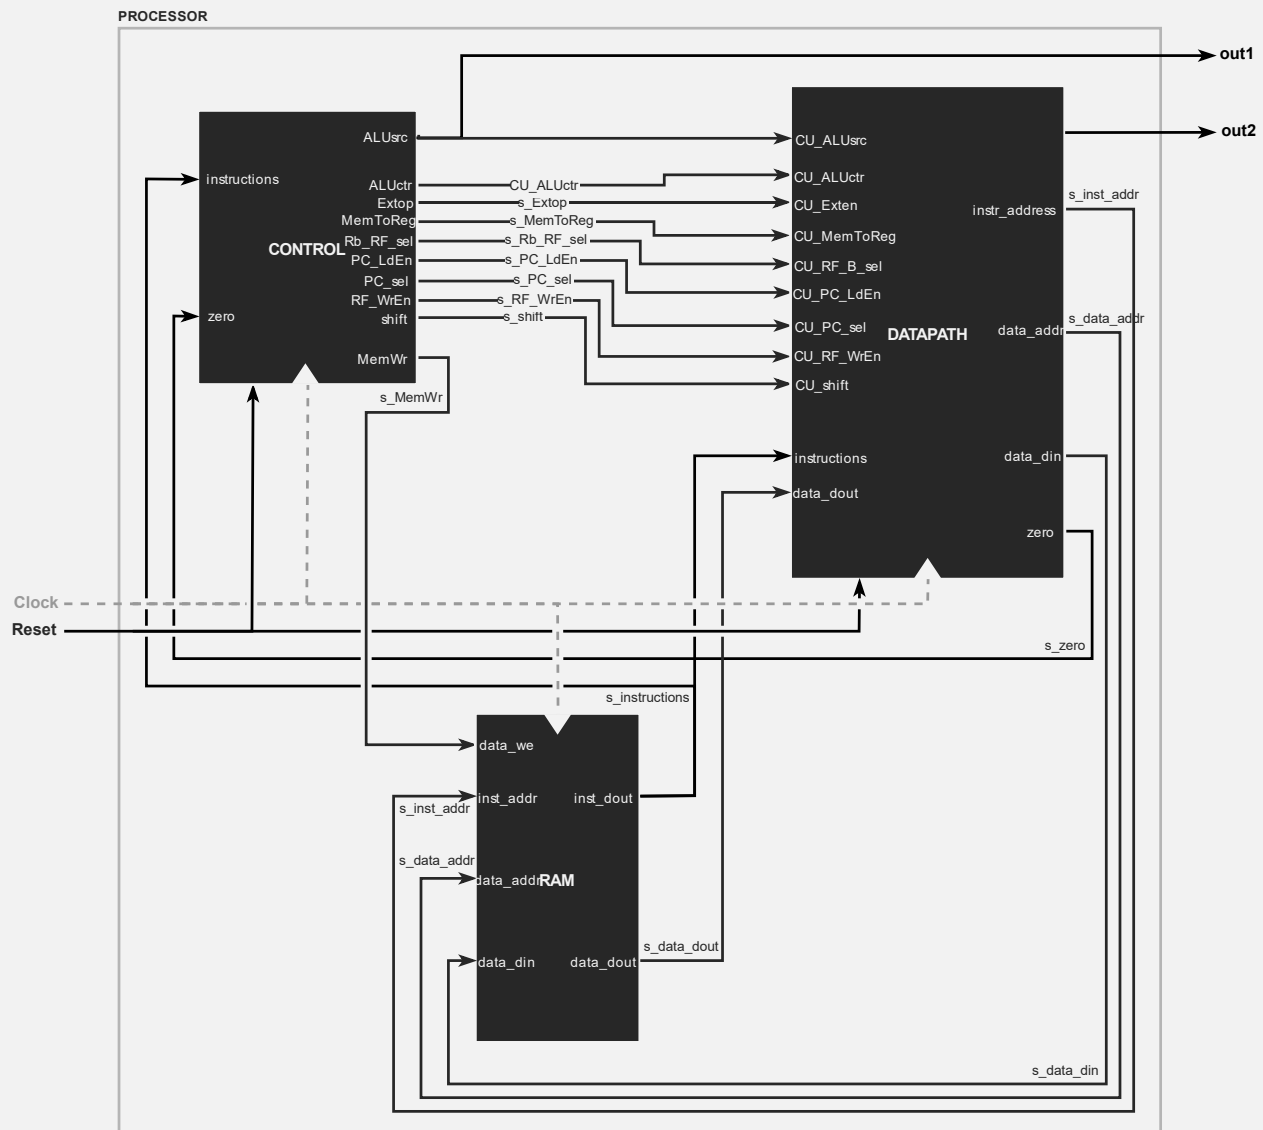 PROCESSOR
out1
out2
ALUsrc
instructions
ALUctr
Extop
MemToReg
Rb_RF_sel
CONTROL
PC_LdEn
PC_sel
RF_WrEn
zero
shift
MemWr
s_MemWr
CU_ALUctr
s_Extop
s_MemToReg
s_Rb_RF_sel
s_PC_LdEn
s_PC_sel
s_RF_WrEn
s_shift
CU_ALUsrc
CU_ALUctr
CU_Exten
CU_MemToReg
CU_RF_B_sel
CU_PC_LdEn
CU_PC_sel
CU_RF_WrEn
CU_shift
DATAPATH
instructions
data_dout
instr_address
data_addr
data_din
zero
s_inst_addr
s_data_addr
Clock
Reset
s_zero
s_instructions
data_we
inst_addr
inst_dout
s_inst_addr
s_data_addr
data_addr
RAM
data_din
data_dout
s_data_dout
s_data_din